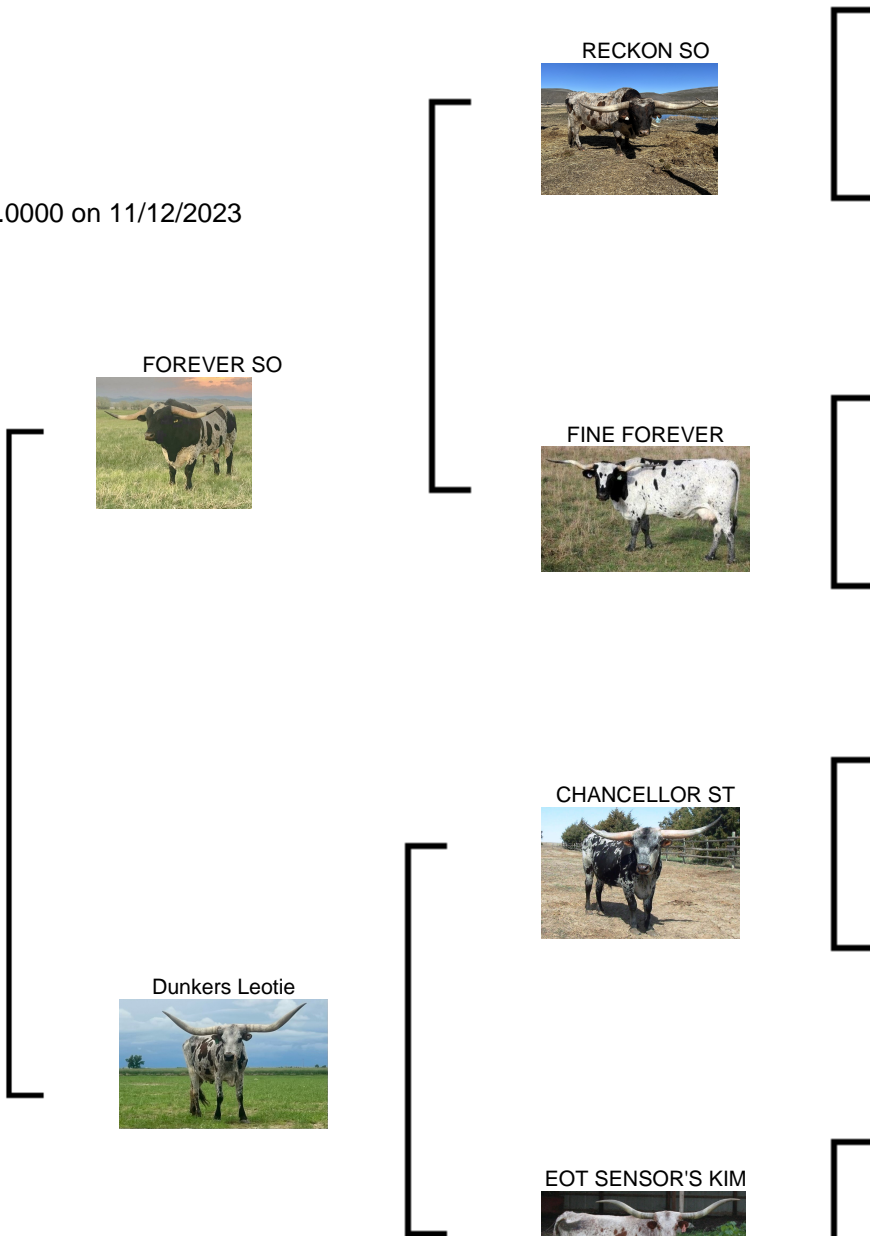 RECKON SO
.0000 on 11/12/2023
FOREVER SO
FINE FOREVER
CHANCELLOR ST
Dunkers Leotie
EOT SENSOR'S KIM